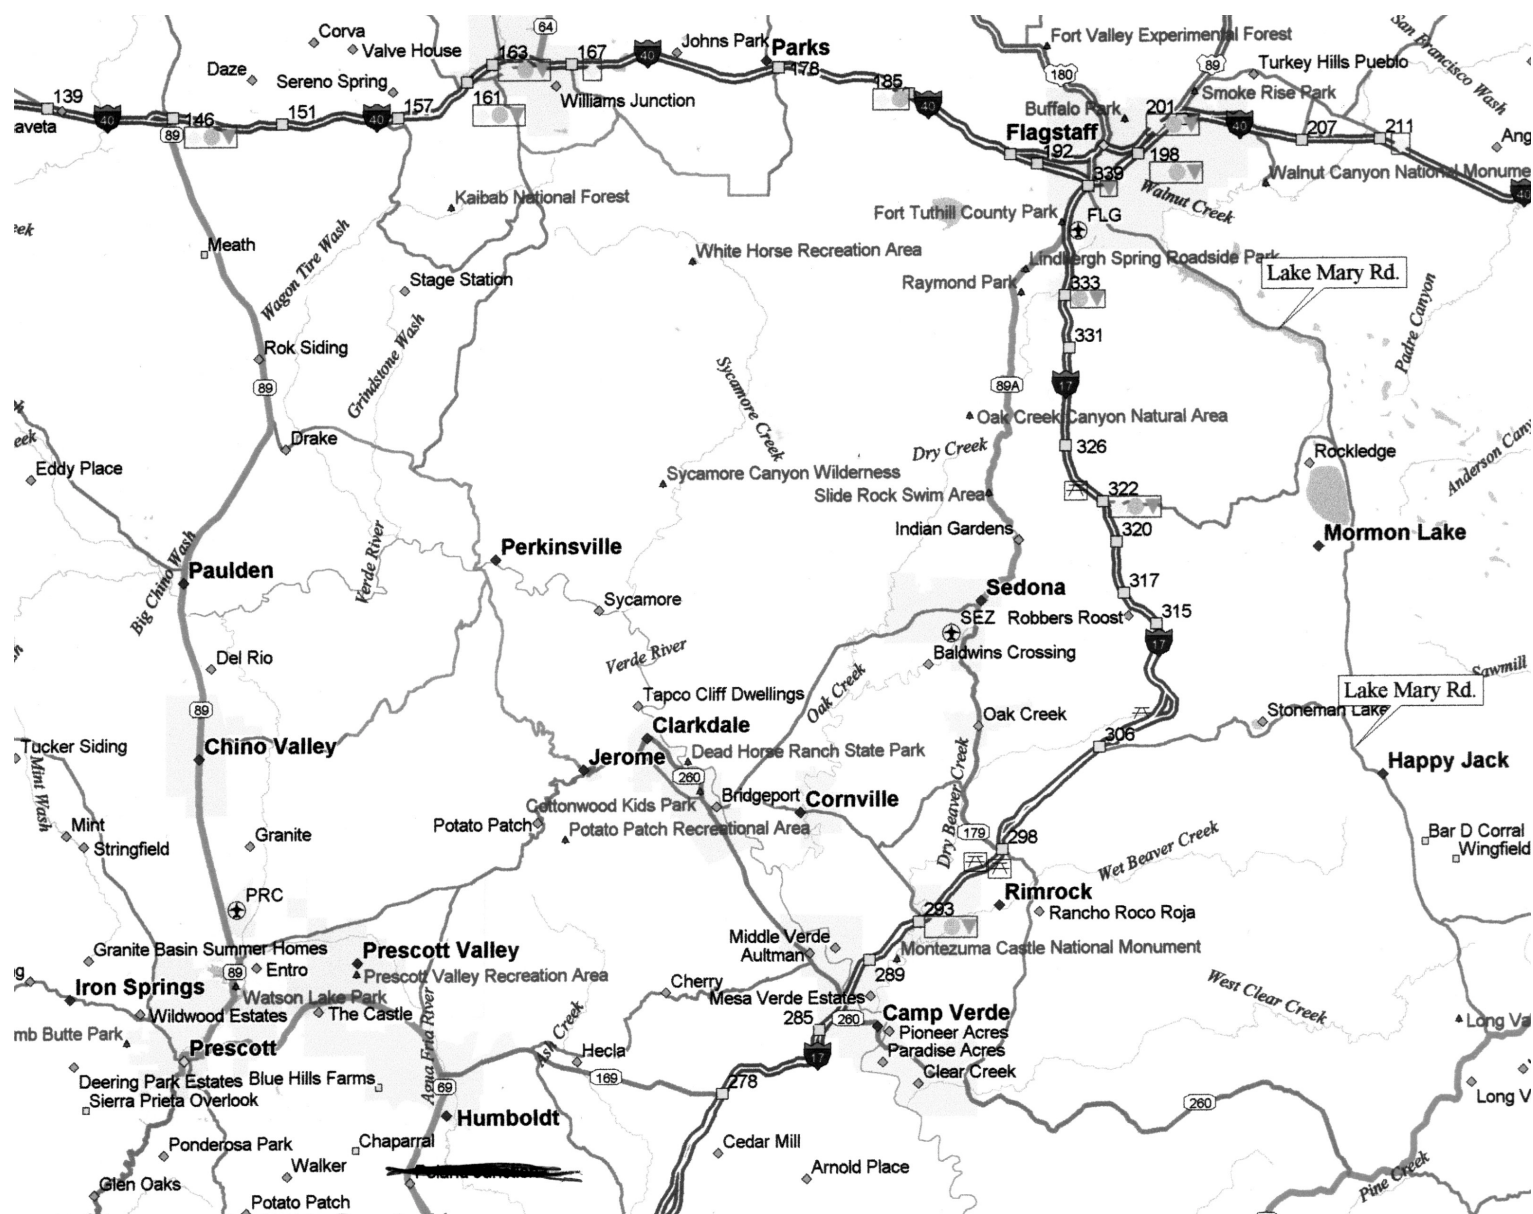 Corva
64
Valve House
163
167
40
Johns Park
Parks
178
Fort Valley Experimental Forest
89
San Francisco Wash
Daze
Sereno Spring
180
Turkey Hills Pueblo
139
40
151
40
157
161
Williams Junction
185
40
Buffalo Park
Smoke Rise Park
201
40
207
211
146
89
Flagstaff
192
198
339
Walnut Canyon National Monume
40
Kaibab National Forest
Walnut Creek
Fort Tuthill County Park
FLG
Meath
Wagon Tire Wash
White Horse Recreation Area
Lindbergh Spring Roadside Park
Lake Mary Rd.
Stage Station
Raymond Park
333
Padre Canyon
Rok Siding
Grindstone Wash
331
89
Sycamore Creek
89A
17
Oak Creek Canyon Natural Area
Drake
Dry Creek
326
Rockledge
Eddy Place
Sycamore Canyon Wilderness
Slide Rock Swim Area
322
Indian Gardens
320
Mormon Lake
Big Chino Wash
Verde River
Perkinsville
Paulden
Sedona
317
Sycamore
SEZ
Robbers Roost
315
17
Verde River
Baldwins Crossing
Del Rio
Sawmill
Oak Creek
Tapco Cliff Dwellings
Lake Mary Rd.
89
Oak Creek
Stoneman Lake
Clarkdale
306
Tucker Siding
Chino Valley
Dead Horse Ranch State Park
Jerome
260
Happy Jack
Mint Wash
Cottonwood Kids Park
Bridgeport
Cornville
Dry Beaver Creek
Mint
Granite
Potato Patch
Potato Patch Recreational Area
179
298
Wet Beaver Creek
Bar D Corral
Stringfield
Wingfield
PRC
Rimrock
293
Rancho Roco Roja
Granite Basin Summer Homes
Prescott Valley
Middle Verde
Aultman
Montezuma Castle National Monument
89
Entro
Prescott Valley Recreation Area
289
Iron Springs
Watson Lake Park
Cherry
Mesa Verde Estates
West Clear Creek
Wildwood Estates
The Castle
Agua Fria River
Ash Creek
285
260
Camp Verde
mb Butte Park
Pioneer Acres
Long Va
Prescott
Hecla
17
Paradise Acres
Deering Park Estates
Blue Hills Farms
69
169
278
Clear Creek
Sierra Prieta Overlook
260
Long V
Humboldt
Ponderosa Park
Chaparral
Cedar Mill
Walker
Arnold Place
Pine Creek
Glen Oaks
Potato Patch